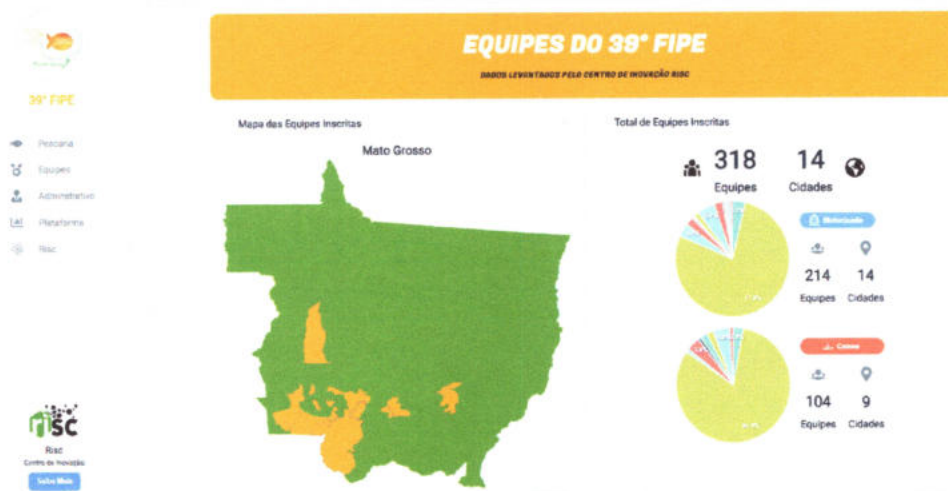 EQUIPES DO 39° FIPE
DADOS LEVANTADOS PELO CENTRO DE INOVAÇÃO RISC
39° FIPE
Pescaria
Equipes
Administrativo
Plataforma
Risc
risc
Risc
Centro de Inovação
Saiba Mais
Mapa das Equipes Inscritas
Mato Grosso
Total de Equipes Inscritas
318 14
Equipes Cidades
Motorizado
214 14
Equipes Cidades
Canoa
104 9
Equipes Cidades